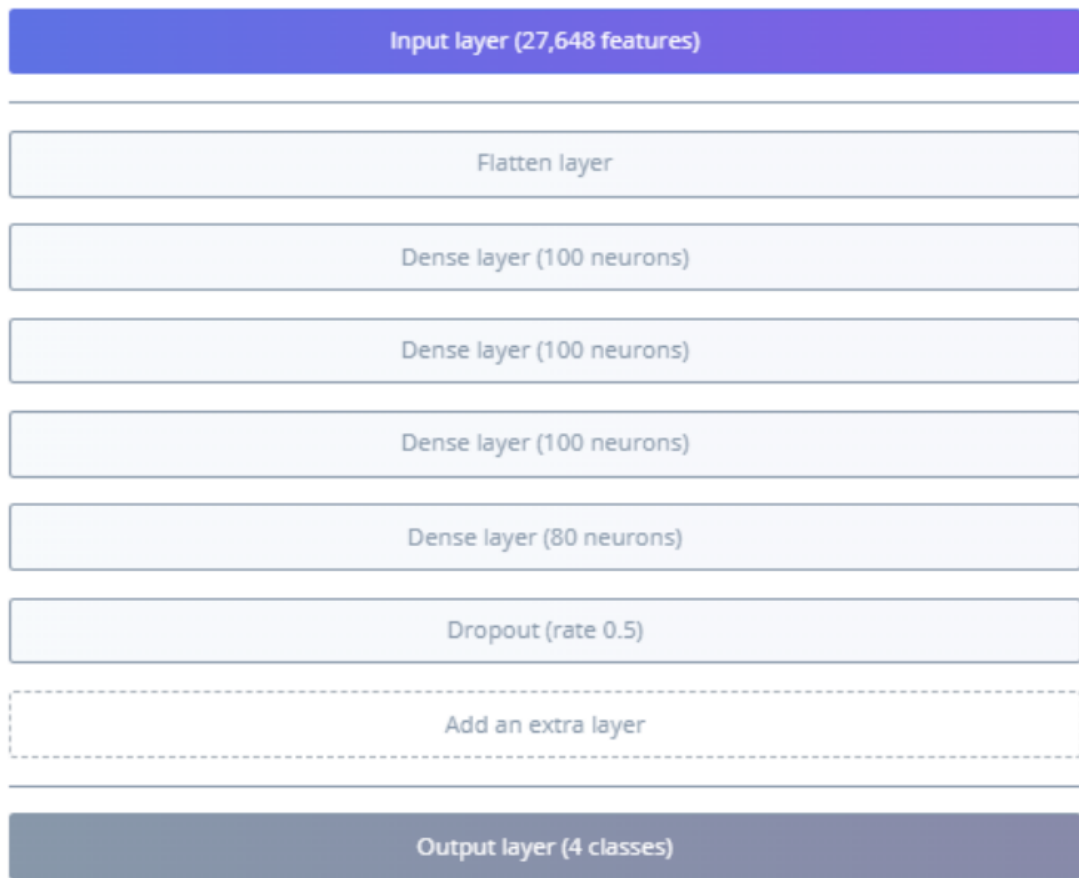 Input layer (27,648 features)
Flatten layer
Dense layer (100 neurons)
Dense layer (100 neurons)
Dense layer (100 neurons)
Dense layer (80 neurons)
Dropout (rate 0.5)
Add an extra layer
Output layer (4 classes)